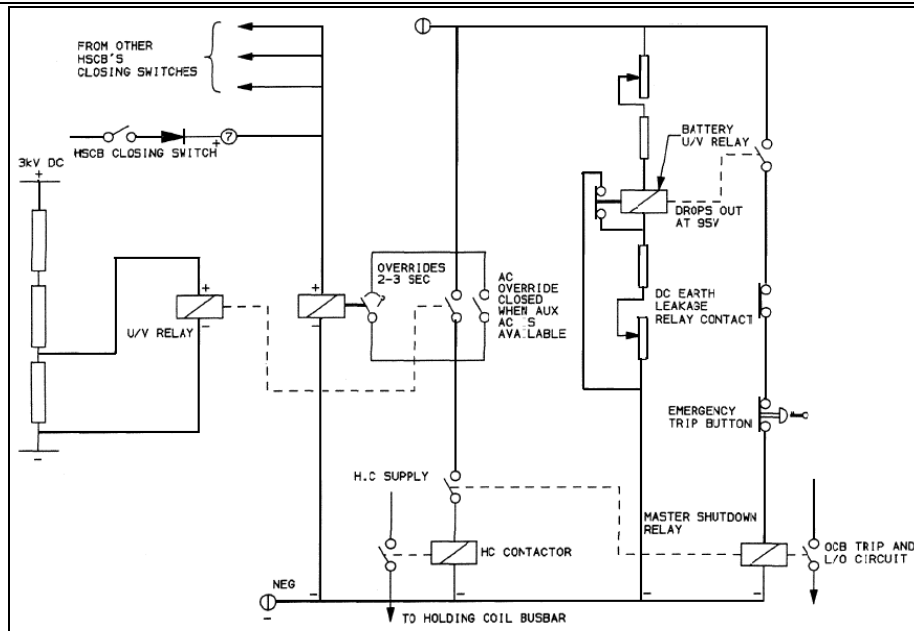 FROM OTHER
HSCB'S
CLOSING SWITCHES
+
7
HSCB CLOSING SWITCH
3kV DC
+
BATTERY
U/V RELAY
DROPS OUT
AT 95V
OVERRIDES
2-3 SEC
AC
OVERRIDE
CLOSED
WHEN AUX
AC S
AVAILABLE
+
-
U/V RELAY
+
-
DC EARTH
LEAKAGE
RELAY CONTACT
EMERGENCY
TRIP BUTTON
-
H.C SUPPLY
MASTER SHUTDOWN
RELAY
HC CONTACTOR
OCB TRIP AND
L/O CIRCUIT
NEG
-
-
-
-
-
TO HOLDING COIL BUSBAR